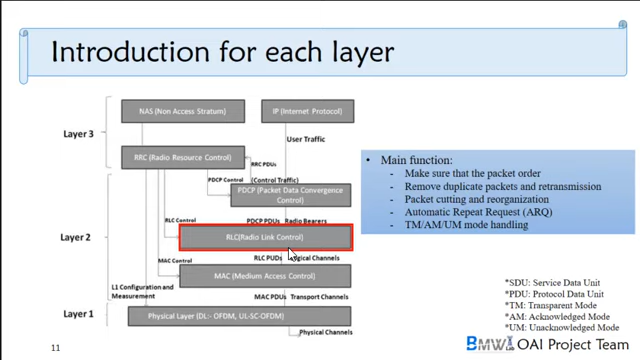 Introduction for each layer
NAS (Non Access Stratum)
IP (Internet Protocol)
Layer 3
User Traffic
RRC (Radio Resource Control)
RRC PDUs
PDCP Control
(Control Traffic)
PDCP (Packet Data Convergence
Control)
RLC Control
PDCP PDUs
Radio Bearers
Layer 2
RLC(Radio Link Control)
RLC PUDs
ogical Channels
MAC Control
MAC (Medium Access Control)
L1 Configuration and
Measurement
MAC PDUs
Transport Channels
Layer 1
Physical Layer (DL:- OFDM, UL-SC-OFDM)
Physical Channels
• Main function:
- Make sure that the packet order
- Remove duplicate packets and retransmission
- Packet cutting and reorganization
- Automatic Repeat Request (ARQ)
- TM/AM/UM mode handling
*SDU: Service Data Unit
*PDU: Protocol Data Unit
*TM: Transparent Mode
*AM: Acknowledged Mode
*UM: Unacknowledged Mode
11
BMW OAI Project Team